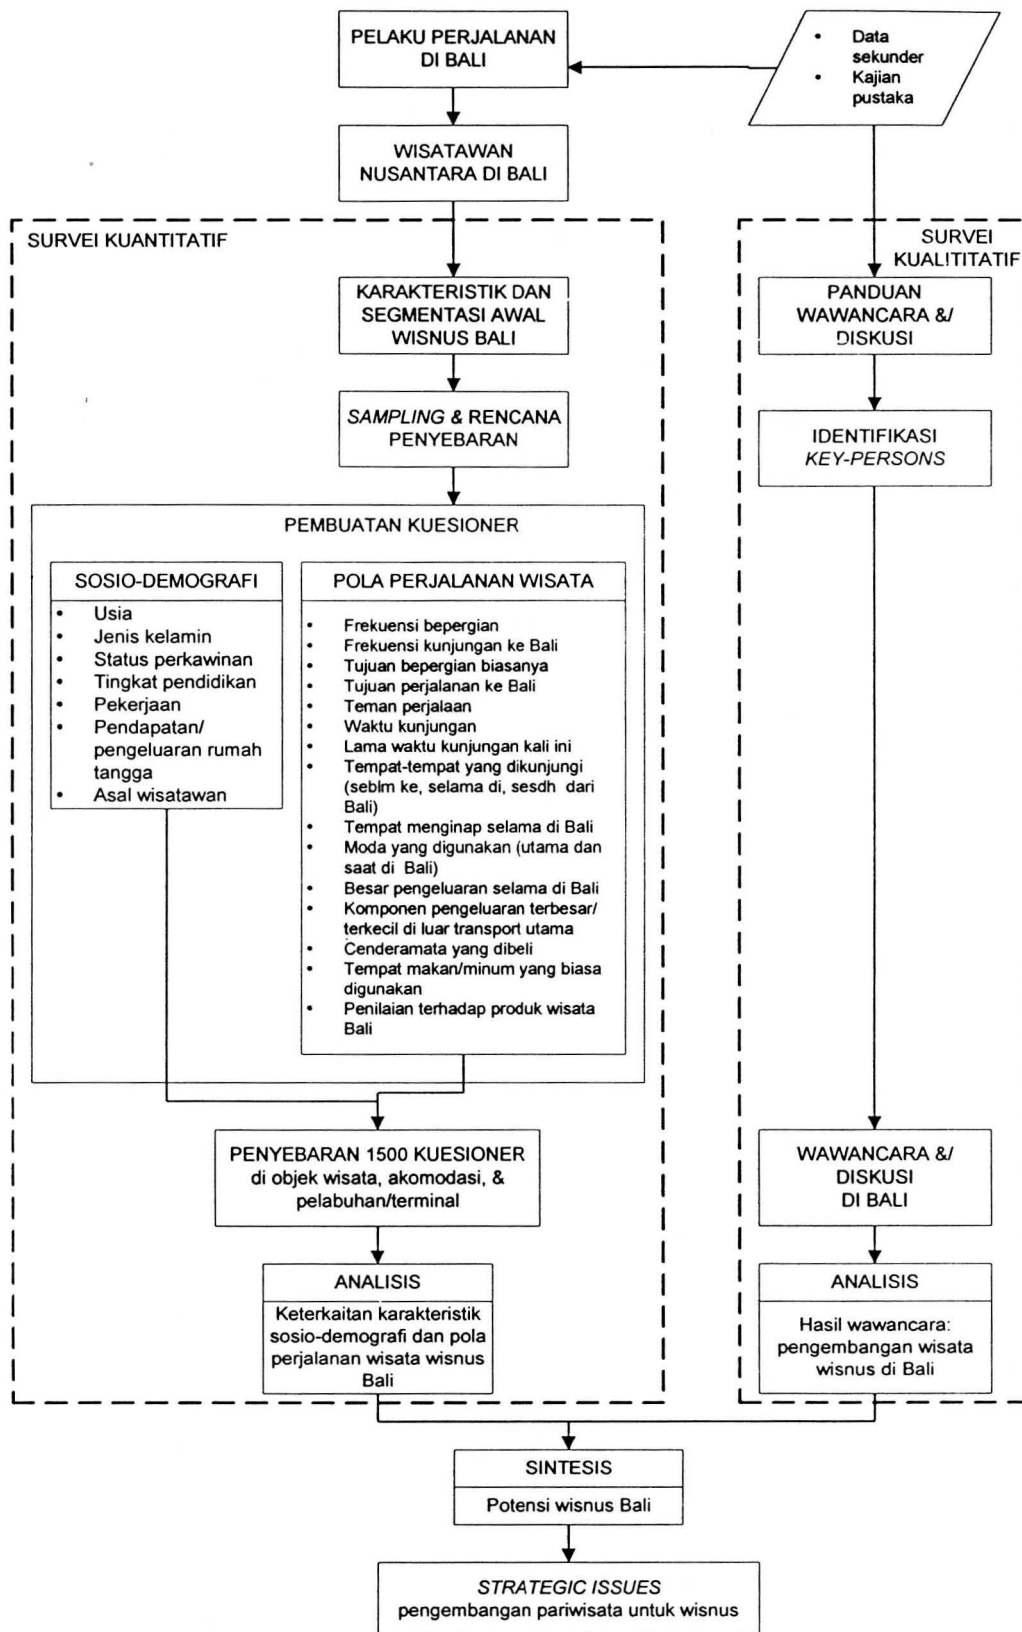 PELAKU PERJALANAN
DI BALI
• Data
sekunder
• Kajian
pustaka
WISATAWAN
NUSANTARA DI BALI
SURVEI KUANTITATIF
SURVEI
KUALITITATIF
KARAKTERISTIK DAN
SEGMENTASI AWAL
WISNUS BALI
PANDUAN
WAWANCARA &/
DISKUSI
SAMPLING & RENCANA
PENYEBARAN
IDENTIFIKASI
KEY-PERSONS
PEMBUATAN KUESIONER
SOSIO-DEMOGRAFI
• Usia
• Jenis kelamin
• Status perkawinan
• Tingkat pendidikan
• Pekerjaan
• Pendapatan/
pengeluaran rumah
tangga
• Asal wisatawan
POLA PERJALANAN WISATA
• Frekuensi bepergian
• Frekuensi kunjungan ke Bali
• Tujuan bepergian biasanya
• Tujuan perjalanan ke Bali
• Teman perjalaan
• Waktu kunjungan
• Lama waktu kunjungan kali ini
• Tempat-tempat yang dikunjungi
(seblm ke, selama di, sesdh dari
Bali)
• Tempat menginap selama di Bali
• Moda yang digunakan (utama dan
saat di Bali)
• Besar pengeluaran selama di Bali
• Komponen pengeluaran terbesar/
terkecil di luar transport utama
• Cenderamata yang dibeli
• Tempat makan/minum yang biasa
digunakan
• Penilaian terhadap produk wisata
Bali
PENYEBARAN 1500 KUESIONER
di objek wisata, akomodasi, &
pelabuhan/terminal
WAWANCARA &/
DISKUSI
DI BALI
ANALISIS
Keterkaitan karakteristik
sosio-demografi dan pola
perjalanan wisata wisnus
Bali
ANALISIS
Hasil wawancara:
pengembangan wisata
wisnus di Bali
SINTESIS
Potensi wisnus Bali
STRATEGIC ISSUES
pengembangan pariwisata untuk wisnus